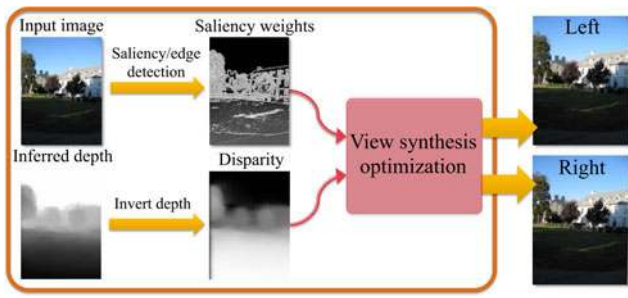 Input image
Saliency/edge
detection
Saliency weights
Inferred depth
Invert depth
Disparity
View synthesis
optimization
Left
Right